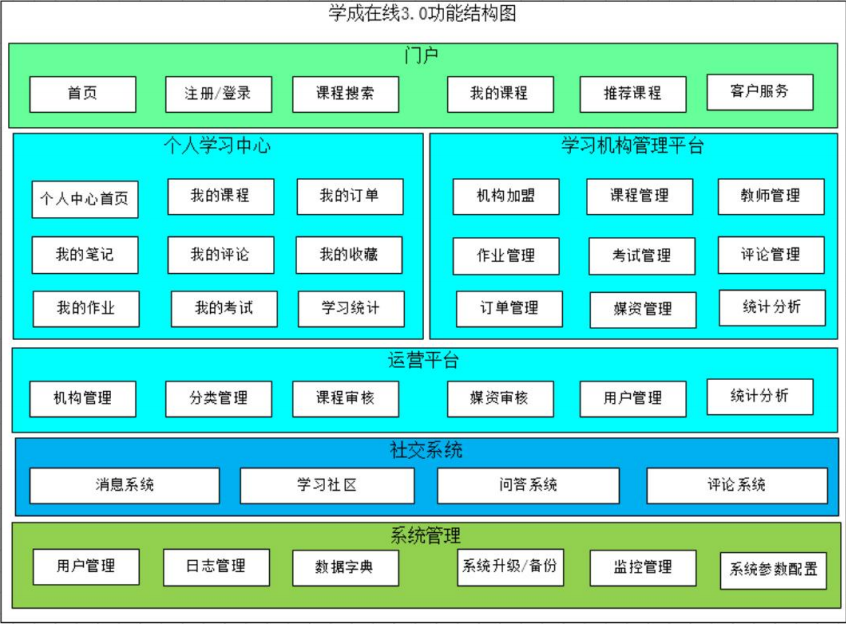 学成在线3.0功能结构图
门户
首页
注册/登录
课程搜索
我的课程
推荐课程
客户服务
个人学习中心
个人中心首页
我的课程
我的订单
我的笔记
我的评论
我的收藏
我的作业
我的考试
学习统计
学习机构管理平台
机构加盟
课程管理
教师管理
作业管理
考试管理
评论管理
订单管理
媒资管理
统计分析
运营平台
机构管理
分类管理
课程审核
媒资审核
用户管理
统计分析
社交系统
消息系统
学习社区
问答系统
评论系统
系统管理
用户管理
日志管理
数据字典
系统升级/备份
监控管理
系统参数配置